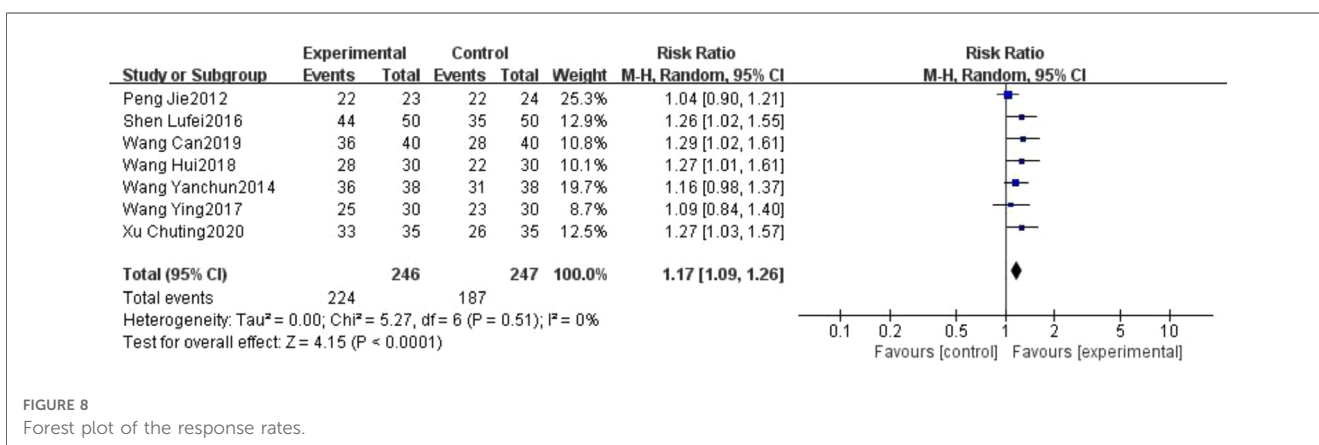 Experimental Control Risk Ratio Risk Ratio
Study or Subgroup Events Total Events Total Weight M-H, Random, 95% CI M-H, Random, 95% CI
Peng Jie2012 22 23 22 24 25.3% 1.04 [0.90, 1.21]
Shen Lufei2016 44 50 35 50 12.9% 1.26 [1.02, 1.55]
Wang Can2019 36 40 28 40 10.8% 1.29 [1.02, 1.61]
Wang Hui2018 28 30 22 30 10.1% 1.27 [1.01, 1.61]
Wang Yanchun2014 36 38 31 38 19.7% 1.16 [0.98, 1.37]
Wang Ying2017 25 30 23 30 8.7% 1.09 [0.84, 1.40]
Xu Chuting2020 33 35 26 35 12.5% 1.27 [1.03, 1.57]
Total (95% CI) 246 247 100.0% 1.17 [1.09, 1.26]
Total events 224 187
Heterogeneity: Tau² = 0.00; Chi² = 5.27, df = 6 (P = 0.51); I² = 0%
Test for overall effect: Z = 4.15 (P < 0.0001)
0.1 0.2 0.5 1 2 5 10
Favours [control] Favours [experimental]
FIGURE 8
Forest plot of the response rates.